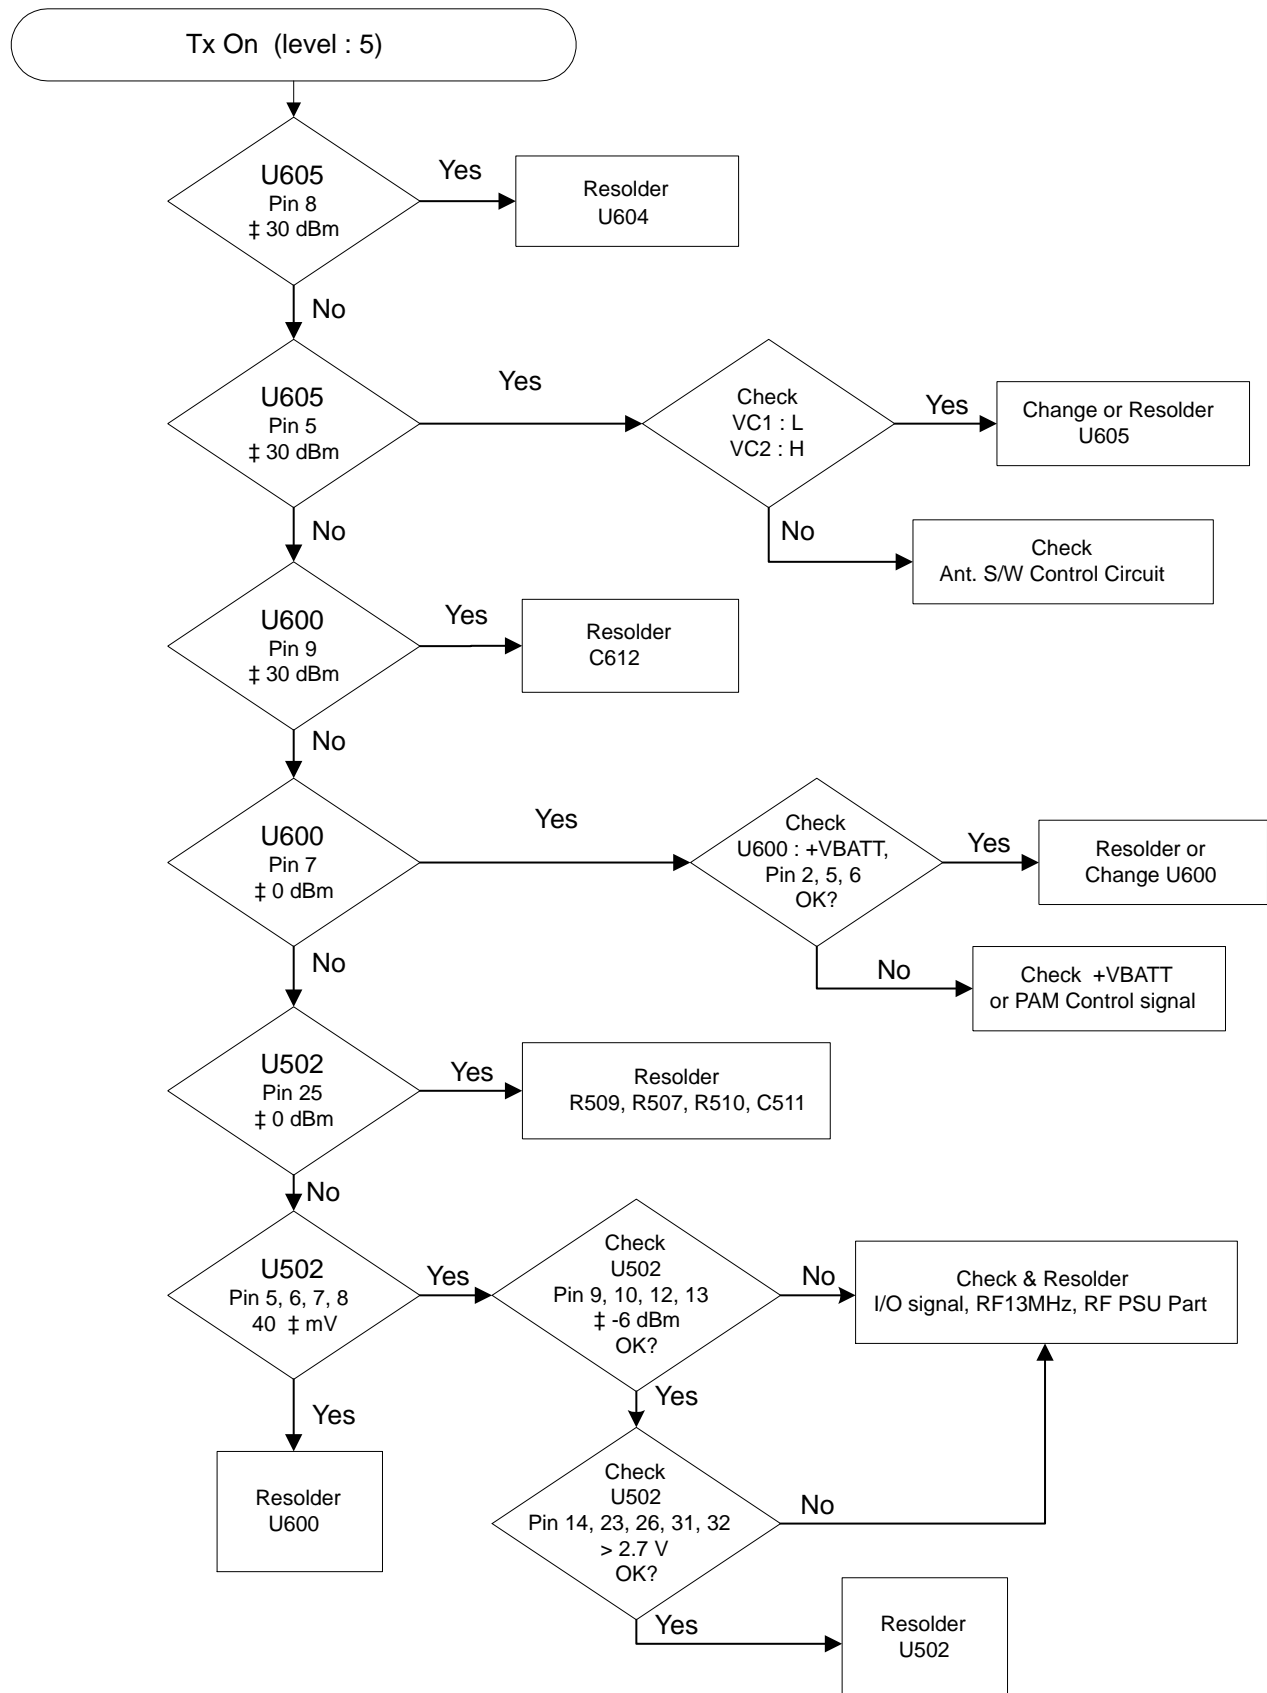 Tx On (level : 5)
U605
Pin 8
‡ 30 dBm
Yes
Resolder
U604
No
U605
Pin 5
‡ 30 dBm
Yes
Check
VC1 : L
VC2 : H
Yes
Change or Resolder
U605
No
Check
Ant. S/W Control Circuit
No
U600
Pin 9
‡ 30 dBm
Yes
Resolder
C612
No
U600
Pin 7
‡ 0 dBm
Yes
Check
U600 : +VBATT,
Pin 2, 5, 6
OK?
Yes
Resolder or
Change U600
No
Check +VBATT
or PAM Control signal
No
U502
Pin 25
‡ 0 dBm
Yes
Resolder
R509, R507, R510, C511
No
U502
Pin 5, 6, 7, 8
40 ‡ mV
Yes
Check
U502
Pin 9, 10, 12, 13
‡ -6 dBm
OK?
No
Check & Resolder
I/O signal, RF13MHz, RF PSU Part
Yes
Resolder
U600
Yes
Check
U502
Pin 14, 23, 26, 31, 32
> 2.7 V
OK?
No
Yes
Resolder
U502